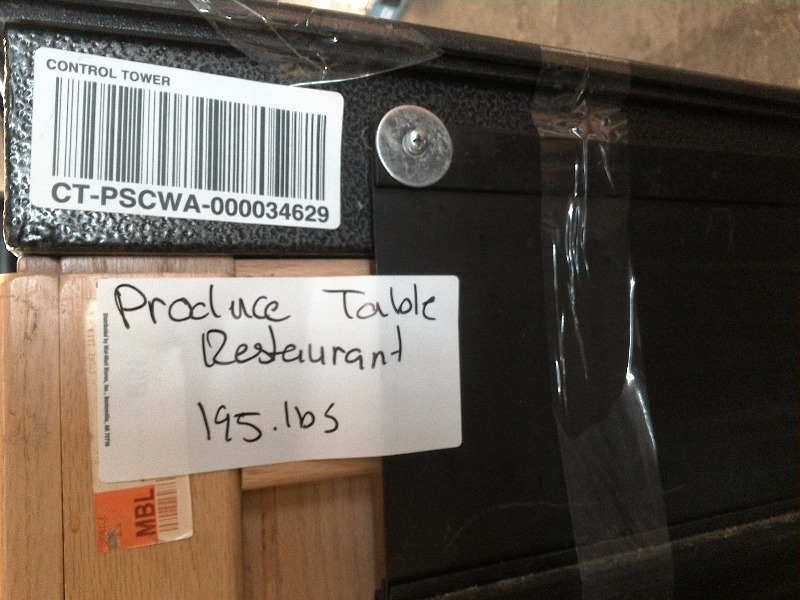 CONTROL TOWER
CT-PSCWA-000034629
Produce Table
Restaurant
195.lbs
MBL